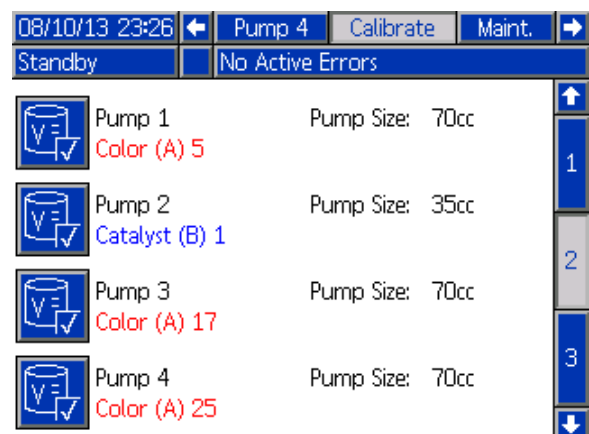 08/10/13 23:26 Pump 4 Calibrate Maint.
Standby No Active Errors
Pump 1 Pump Size: 70cc
Color (A) 5
1
Pump 2 Pump Size: 35cc
Catalyst (B) 1
2
Pump 3 Pump Size: 70cc
Color (A) 17
3
Pump 4 Pump Size: 70cc
Color (A) 25